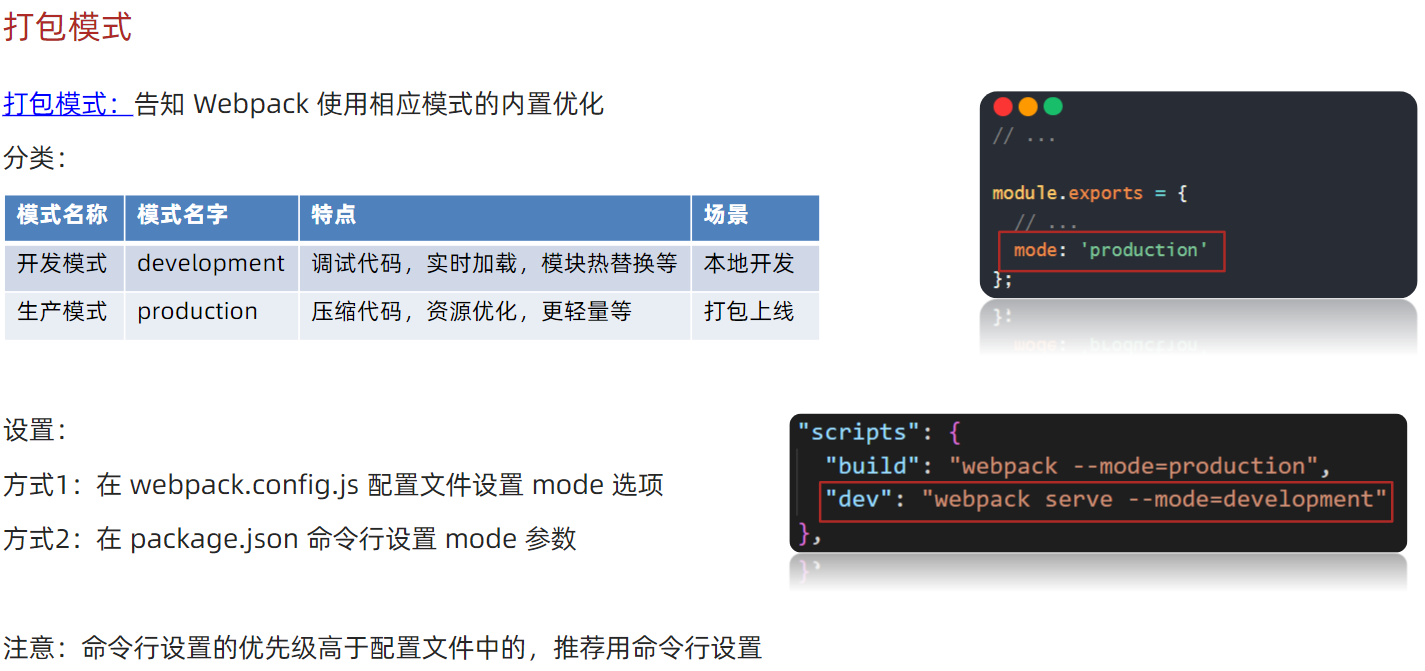 打包模式
打包模式：告知 Webpack 使用相应模式的内置优化
分类：
模式名称 模式名字 特点 场景
开发模式 development 调试代码，实时加载，模块热替换等 本地开发
生产模式 production 压缩代码，资源优化，更轻量等 打包上线
// ...
module.exports = {
// ...
mode: 'production'
};
设置：
方式1：在 webpack.config.js 配置文件设置 mode 选项
方式2：在 package.json 命令行设置 mode 参数
"scripts": {
"build": "webpack --mode=production",
"dev": "webpack serve --mode=development"
},
注意：命令行设置的优先级高于配置文件中的，推荐用命令行设置